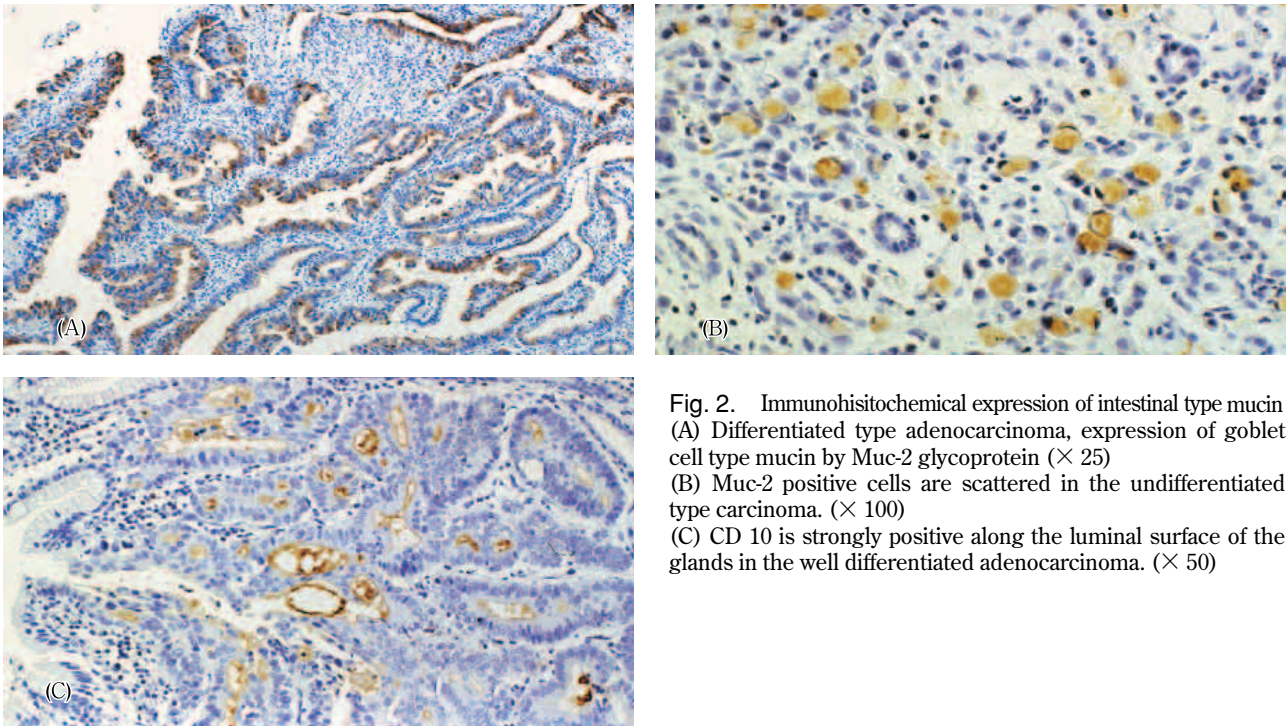 (A)
(B)
(C)
Fig. 2. Immunohisitochemical expression of intestinal type mucin
(A) Differentiated type adenocarcinoma, expression of goblet
cell type mucin by Muc-2 glycoprotein (× 25)
(B) Muc-2 positive cells are scattered in the undifferentiated
type carcinoma. (× 100)
(C) CD 10 is strongly positive along the luminal surface of the
glands in the well differentiated adenocarcinoma. (× 50)